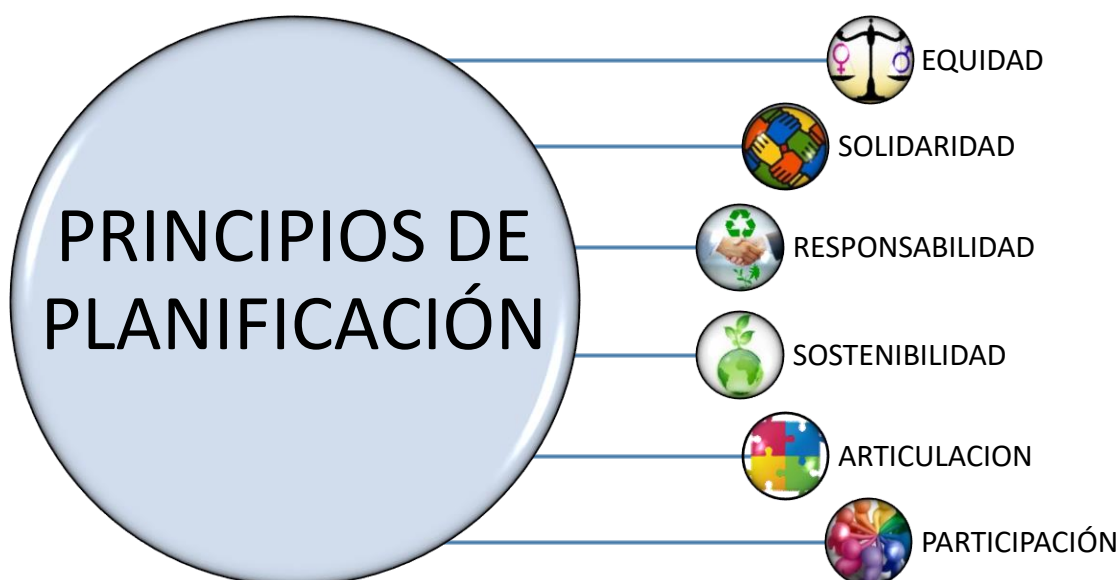 PRINCIPIOS DE
PLANIFICACIÓN
EQUIDAD
SOLIDARIDAD
RESPONSABILIDAD
SOSTENIBILIDAD
ARTICULACION
PARTICIPACIÓN